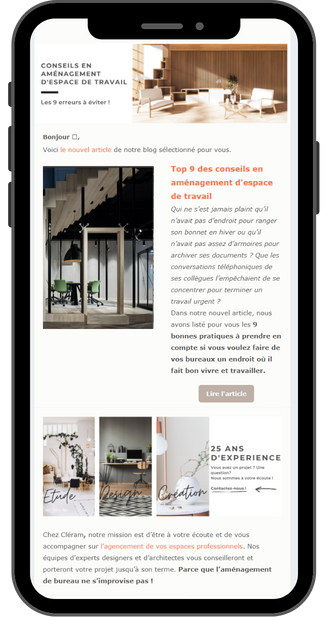 CONSEILS EN
AMÉNAGEMENT
D'ESPACE DE TRAVAIL
Les 9 erreurs à éviter !
Bonjour ,
Voici le nouvel article de notre blog sélectionné pour vous.
Top 9 des conseils en
aménagement d'espace
de travail
Qui ne s'est jamais plaint qu'il
n'avait pas d'endroit pour ranger
son bonnet en hiver ou qu'il
n'avait pas assez d'armoires pour
archiver ses documents ? Que les
conversations téléphoniques de
ses collègues l'empêchaient de se
concentrer pour terminer un
travail urgent ?
Dans notre nouvel article, nous
avons listé pour vous les 9
bonnes pratiques à prendre en
compte si vous voulez faire de
vos bureaux un endroit où il
fait bon vivre et travailler.
Lire l'article
Etude
Design
Création
25 ANS
D'EXPERIENCE
Vous avez un projet ? Une
question?
Nous sommes à votre écoute !
Contactez-nous !
Chez Cléram, notre mission est d'être à votre écoute et de vous
accompagner sur l'agencement de vos espaces professionnels. Nos
équipes d'experts designers et d'architectes vous conseilleront et
porteront votre projet jusqu'à son terme. Parce que l'aménagement
de bureau ne s'improvise pas !